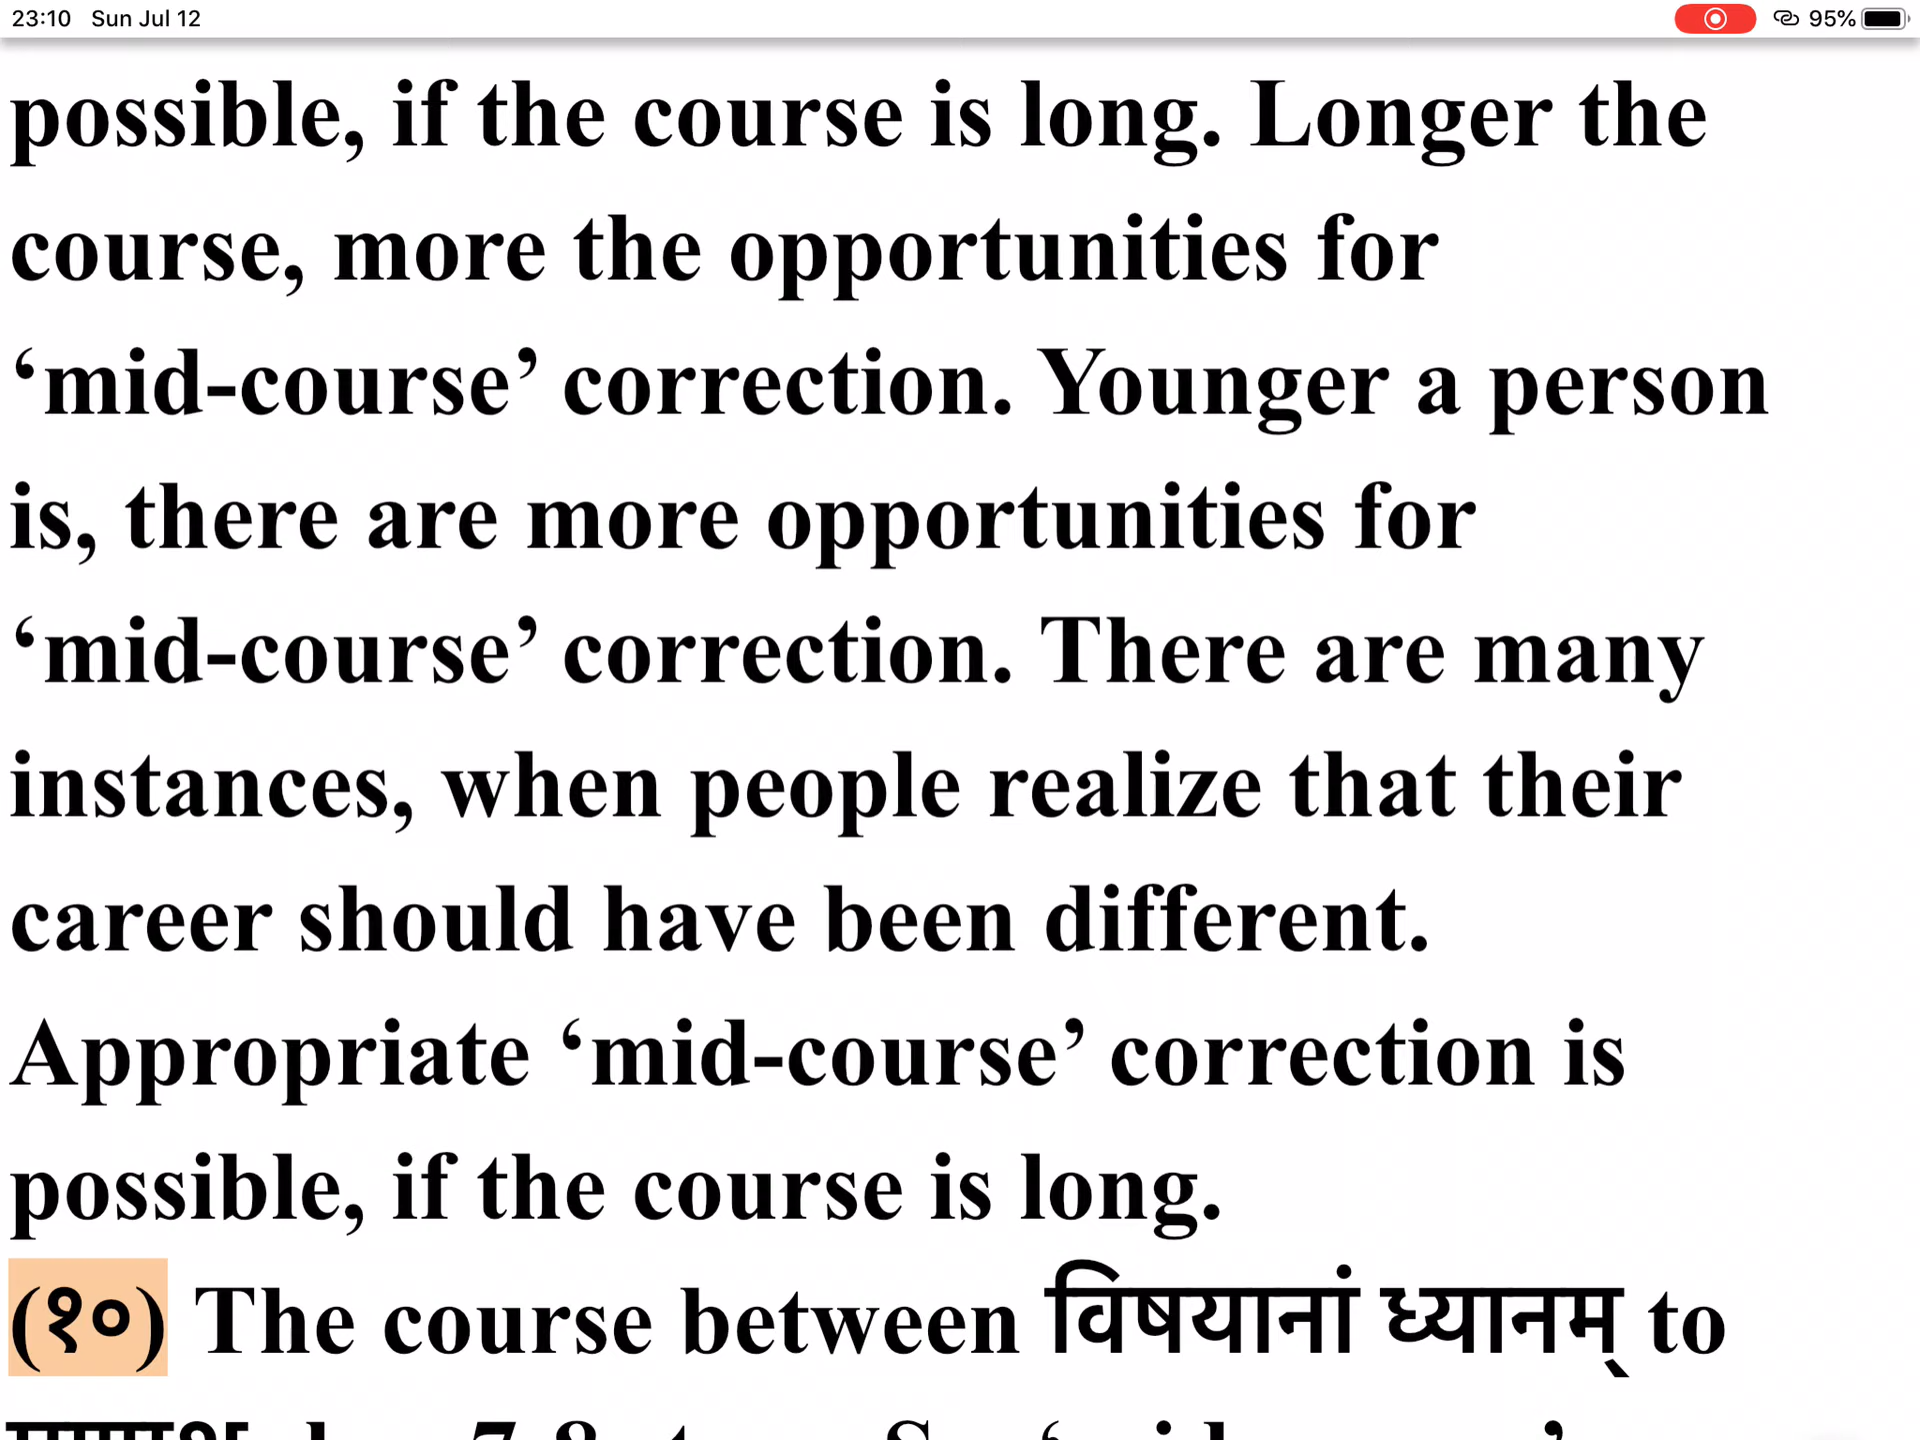 23:10 Sun Jul 12 95%
possible, if the course is long. Longer the
course, more the opportunities for
‘mid-course’ correction. Younger a person
is, there are more opportunities for
‘mid-course’ correction. There are many
instances, when people realize that their
career should have been different.
Appropriate ‘mid-course’ correction is
possible, if the course is long.
(१०) The course between विषयानां ध्यानम् to